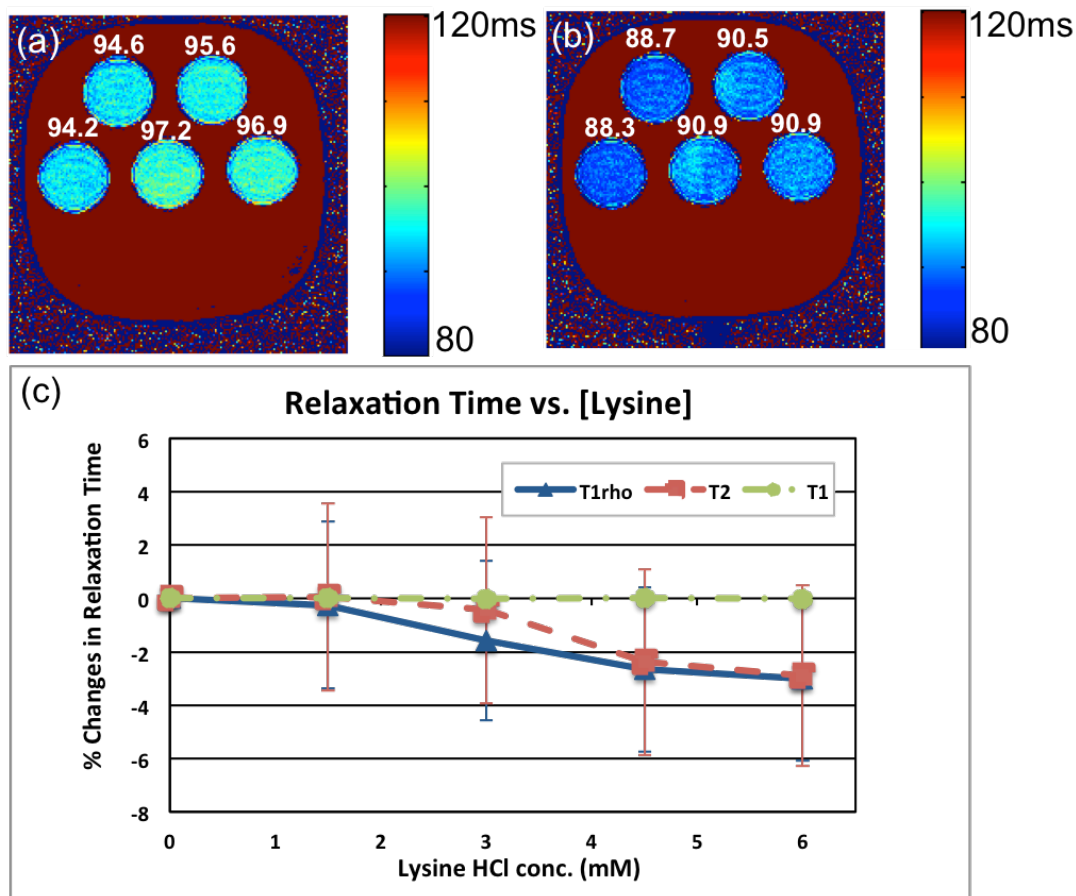 (a)
94.6 95.6
94.2 97.2 96.9
120ms
80
(b)
88.7 90.5
88.3 90.9 90.9
120ms
80
(c)
Relaxation Time vs. [Lysine]
% Changes in Relaxation Time
6
4
2
0
-2
-4
-6
-8
T1rho T2 T1
0 1 2 3 4 5 6
Lysine HCl conc. (mM)